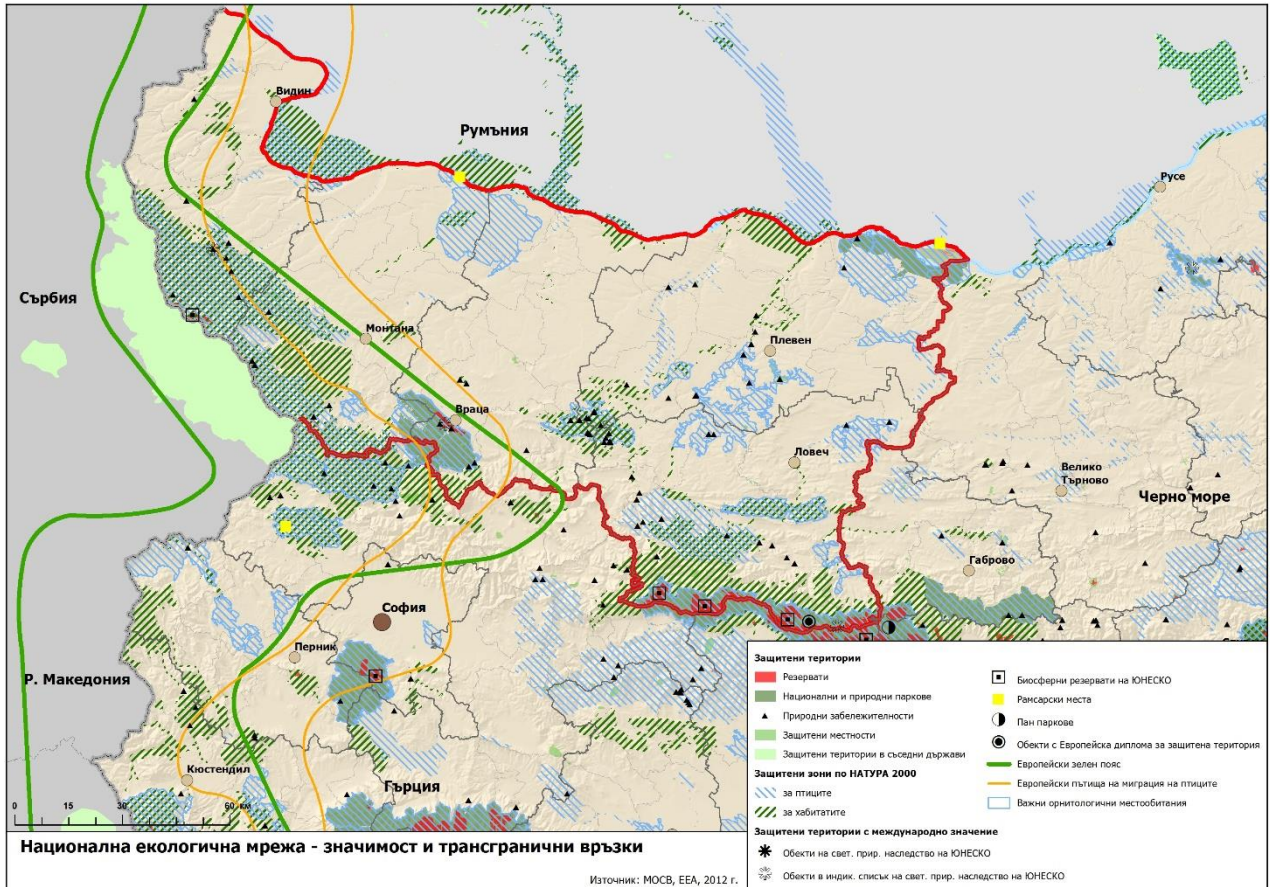 Видин
Румъния
Русе
Сърбия
Монтана
Плевен
Враца
Ловеч
Велико
Търново
Черно море
Габрово
София
Перник
Р. Македония
Кюстендил
Гърция
0 15 30 60 км
Национална екологична мрежа - значимост и трансгранични връзки
Източник: МОСВ, ЕЕА, 2012 г.
Защитени територии
Резервати
Национални и природни паркове
Природни забележителности
Защитени местности
Защитени територии в съседни държави
Защитени зони по НАТУРА 2000
за птиците
за хабитатите
Защитени територии с международно значение
Обекти на свет. прир. наследство на ЮНЕСКО
Обекти в индик. списък на свет. прир. наследство на ЮНЕСКО
Биосферни резервати на ЮНЕСКО
Рамсарски места
Пан паркове
Обекти с Европейска диплома за защитена територия
Европейски зелен пояс
Европейски пътища на миграция на птиците
Важни орнитологични местообитания